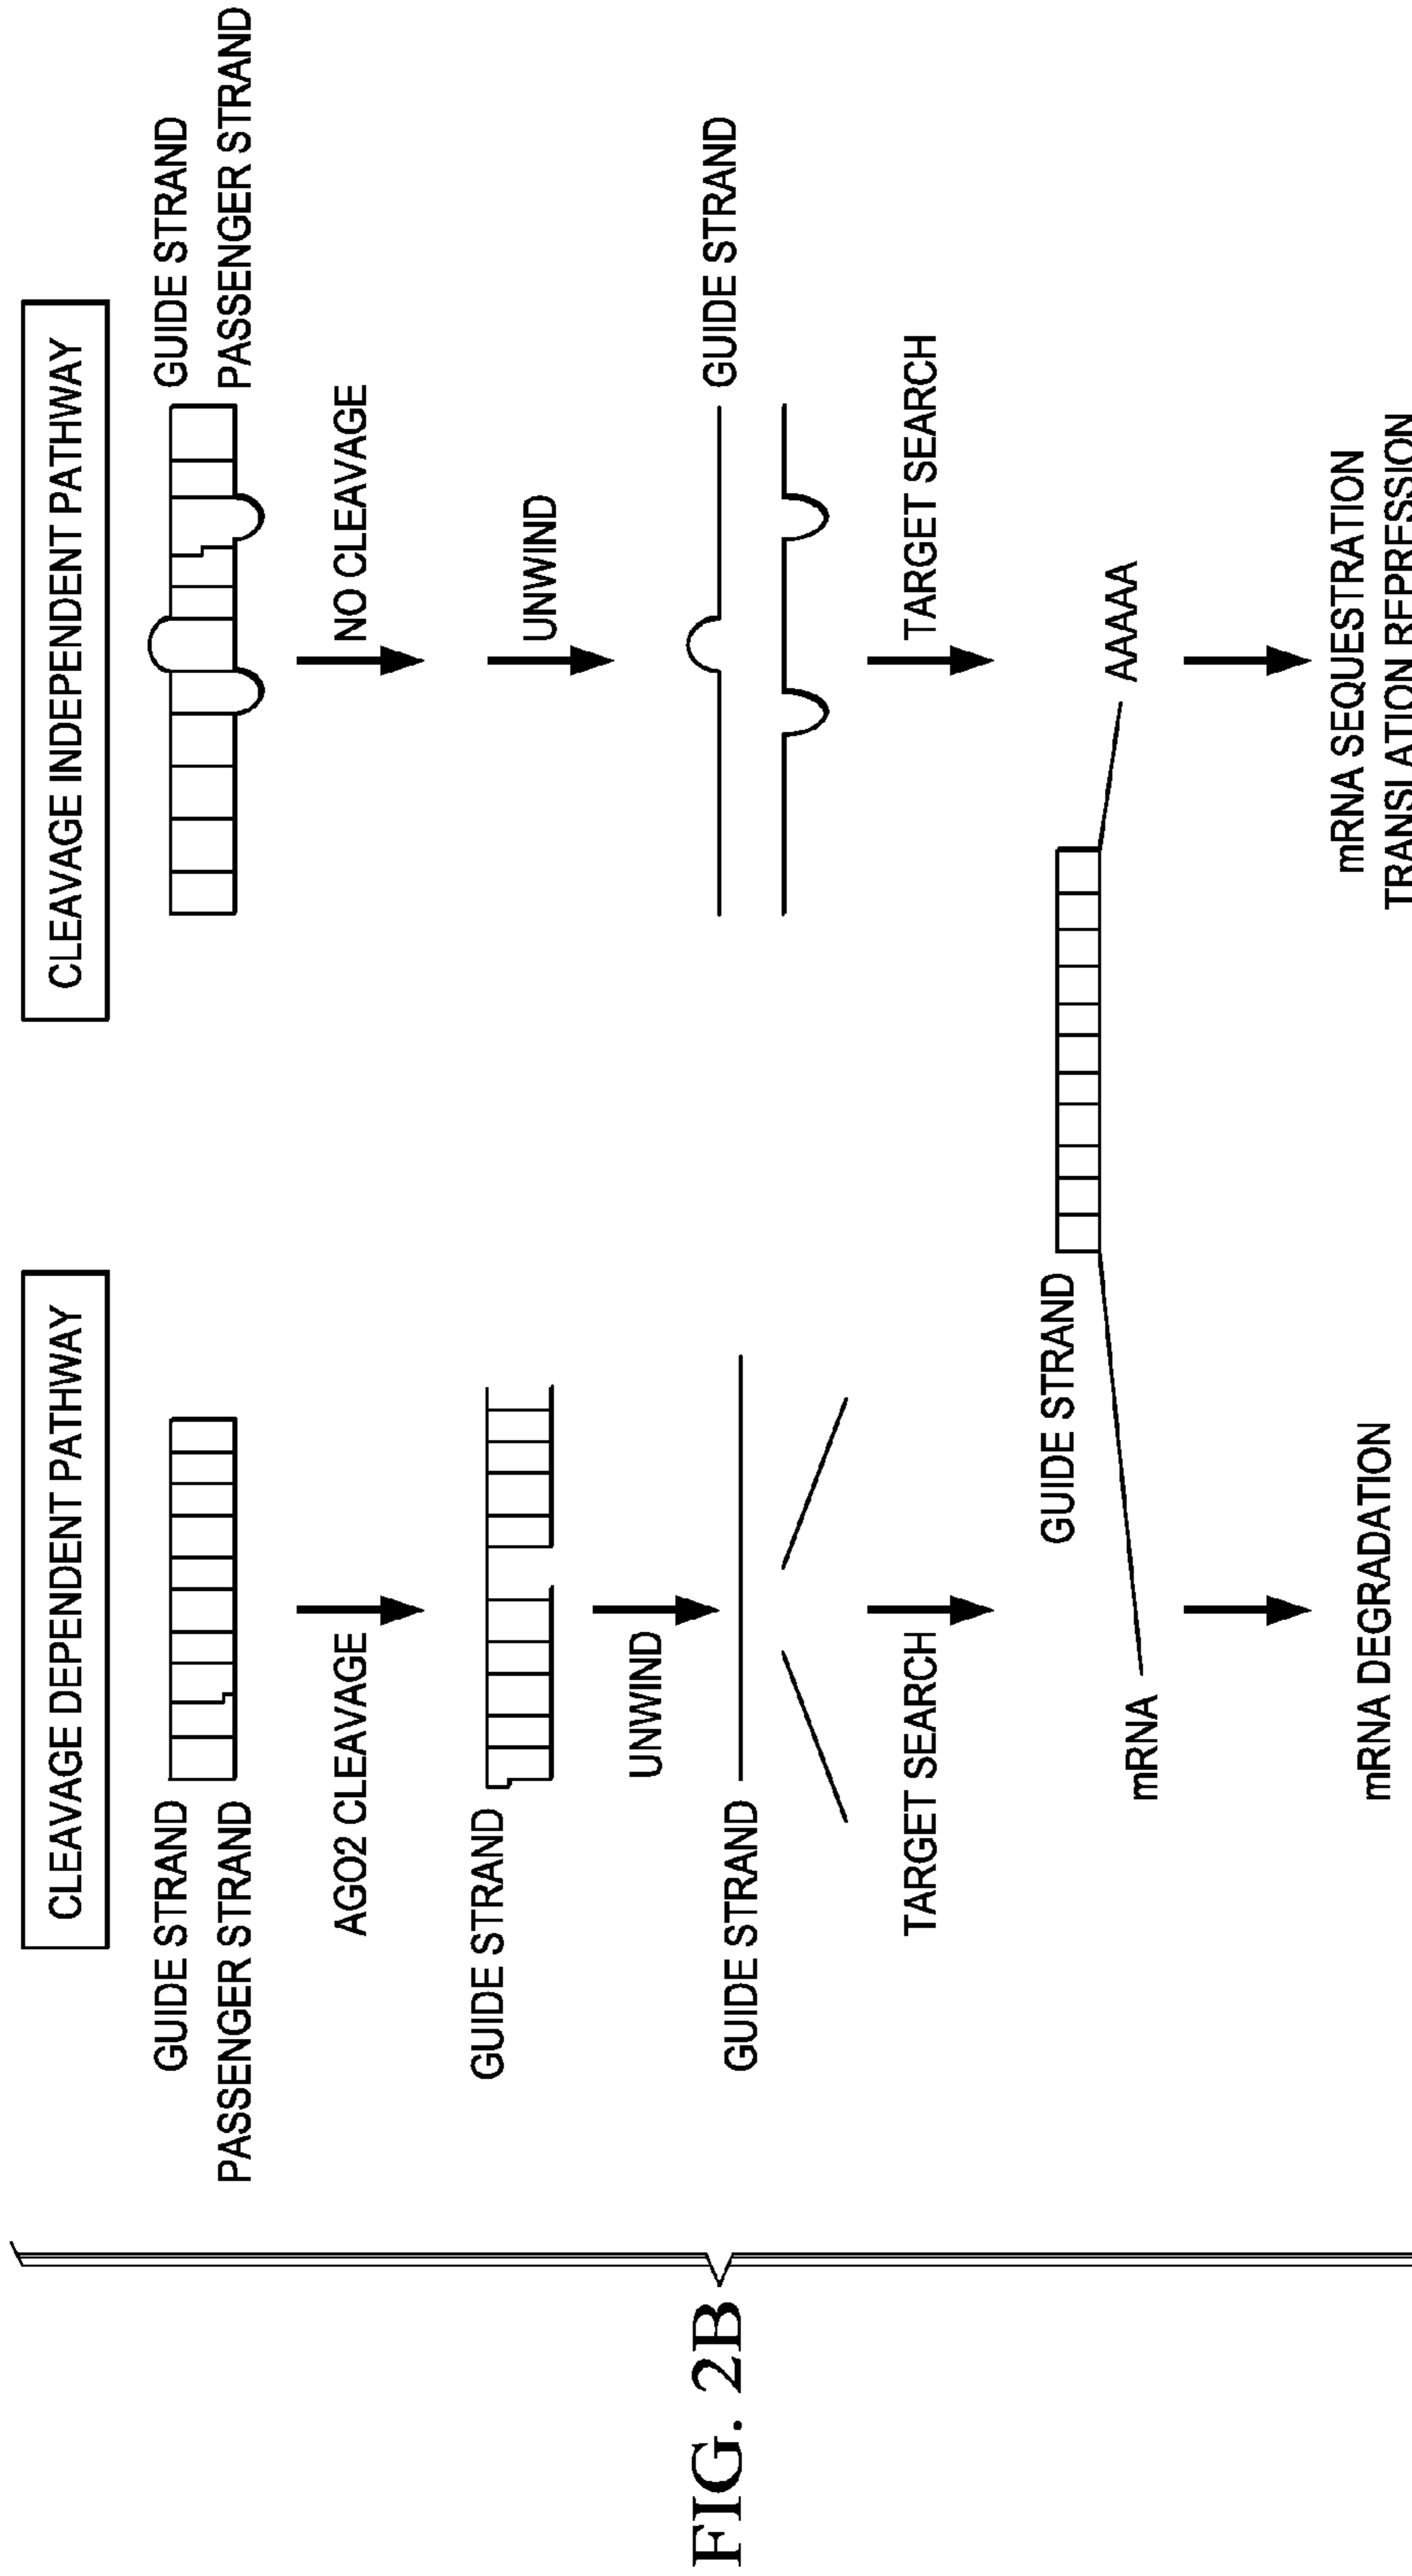 CLEAVAGE DEPENDENT PATHWAY
GUIDE STRAND
PASSENGER STRAND
AGO2 CLEAVAGE
GUIDE STRAND
UNWIND
GUIDE STRAND
TARGET SEARCH
GUIDE STRAND
mRNA
mRNA DEGRADATION
CLEAVAGE INDEPENDENT PATHWAY
GUIDE STRAND
PASSENGER STRAND
NO CLEAVAGE
UNWIND
GUIDE STRAND
TARGET SEARCH
AAAAA
mRNA SEQUESTRATION
TRANSLATION REPRESSION
FIG. 2B